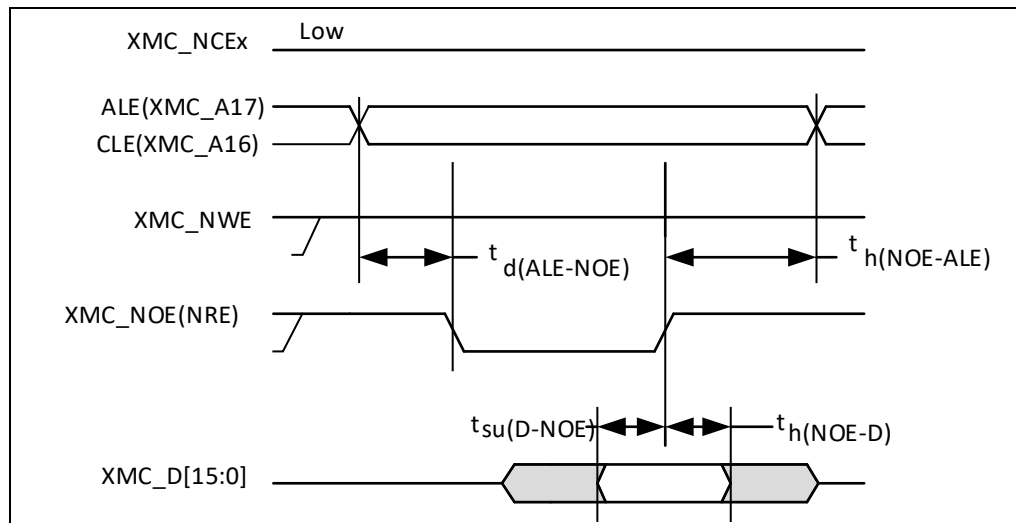 XMC_NCEx
Low
ALE(XMC_A17)
CLE(XMC_A16)
XMC_NWE
t d(ALE-NOE)
t h(NOE-ALE)
XMC_NOE(NRE)
tsu(D-NOE)
th(NOE-D)
XMC_D[15:0]